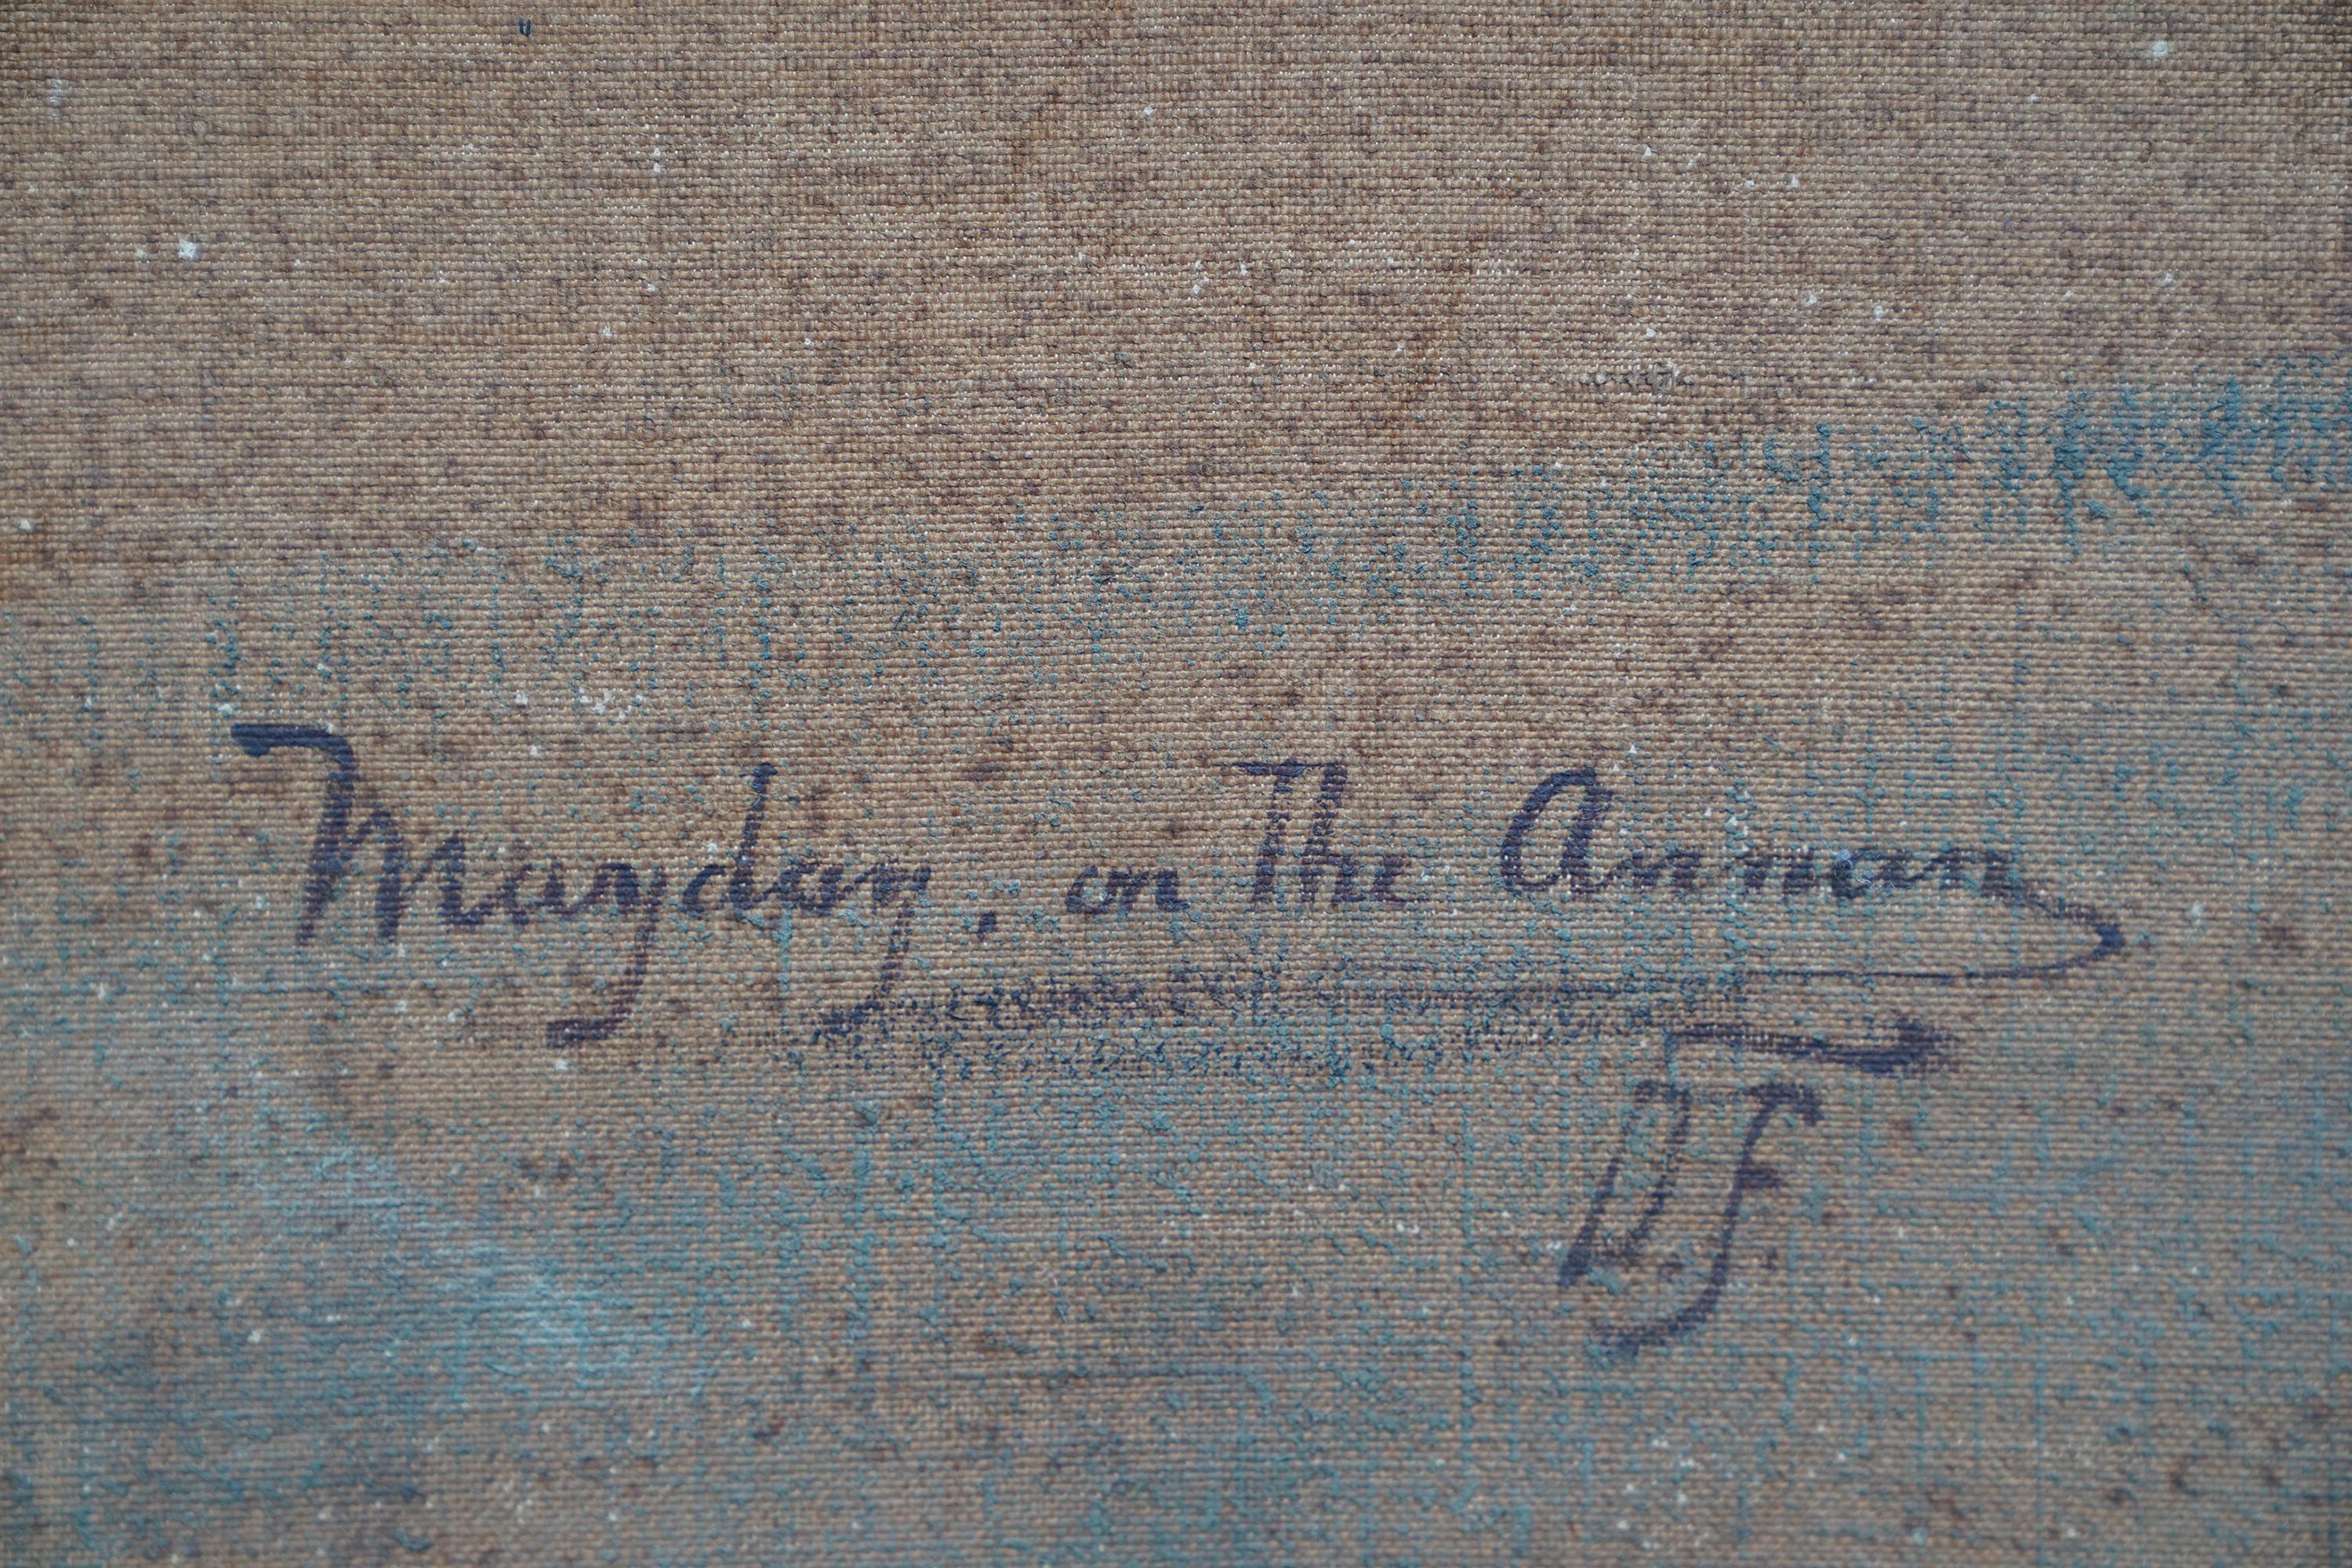 Mayday. on The Annan
DF